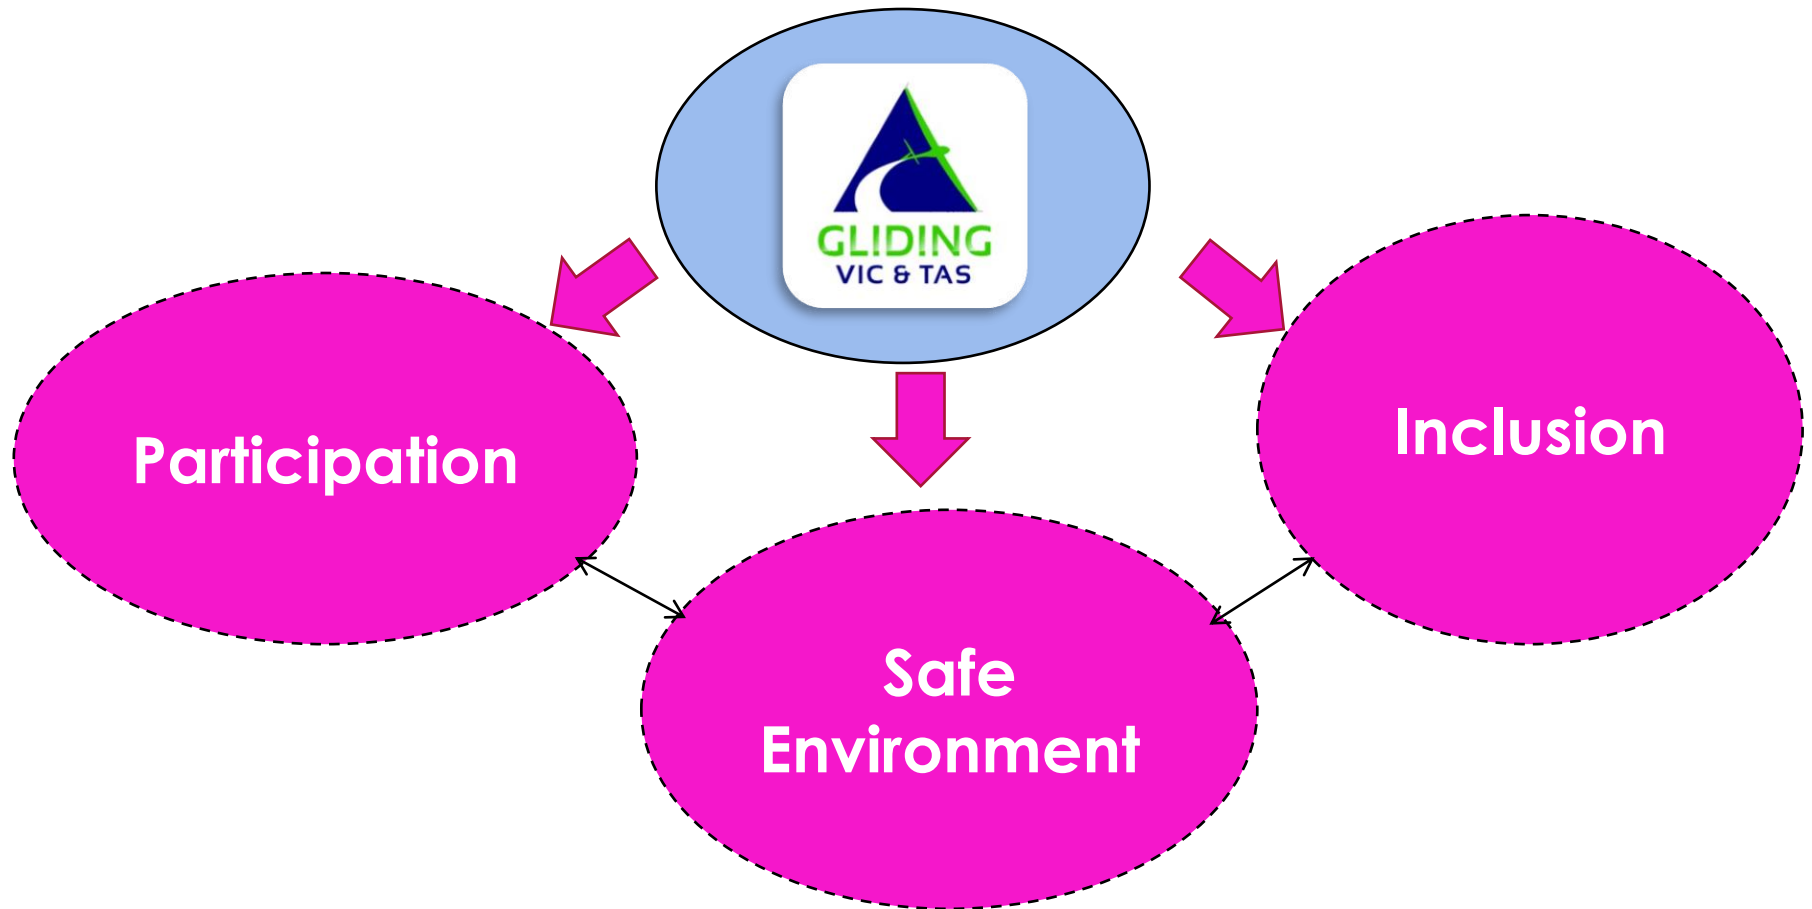 GLIDING
VIC & TAS
Participation
Inclusion
Safe
Environment